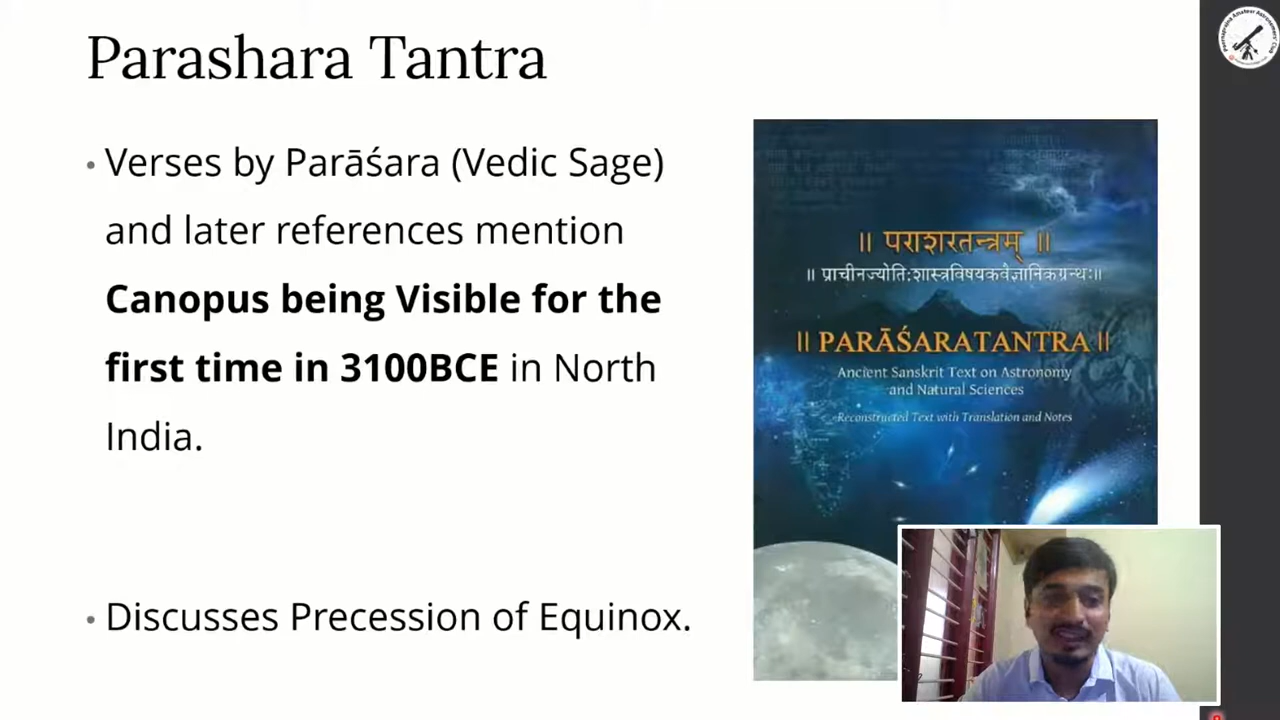 Parashara Tantra
• Verses by Parāśara (Vedic Sage)
and later references mention
Canopus being Visible for the
first time in 3100BCE in North
India.
• Discusses Precession of Equinox.
॥ पराशरतन्त्रम् ॥
॥ प्राचीनज्योतिःशास्त्रविषयकवैज्ञानिकग्रन्थः॥
॥ PARĀŚARATANTRA ॥
Ancient Sanskrit Text on Astronomy
and Natural Sciences
Reconstructed Text with Translation and Notes